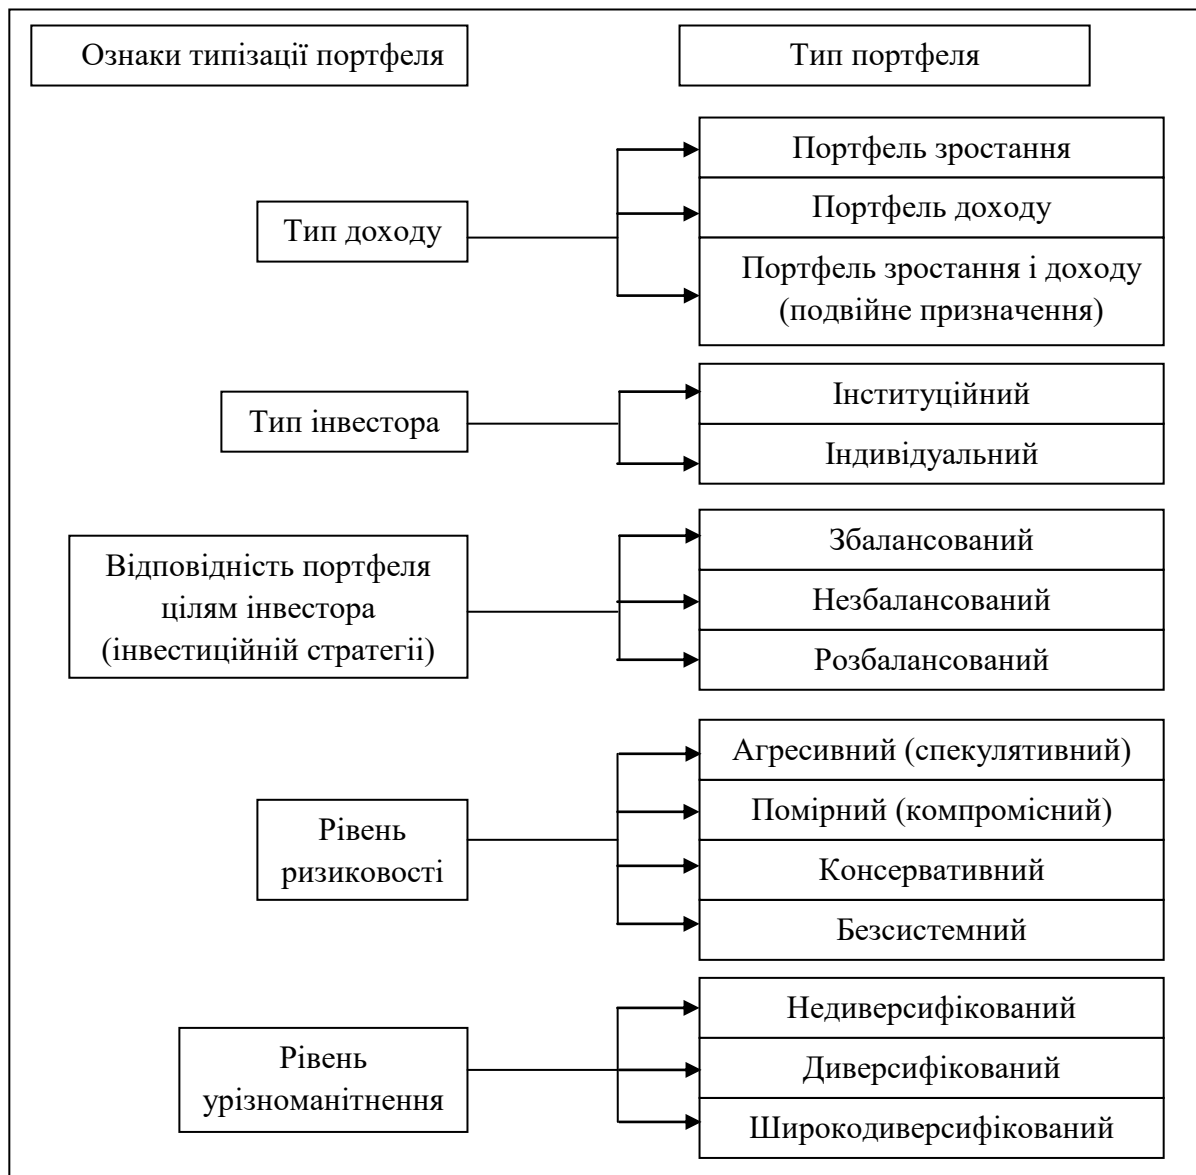 Ознаки типізації портфеля
Тип портфеля
Тип доходу
Портфель зростання
Портфель доходу
Портфель зростання і доходу
(подвійне призначення)
Тип інвестора
Інституційний
Індивідуальний
Відповідність портфеля
цілям інвестора
(інвестиційній стратегіі)
Збалансований
Незбалансований
Розбалансований
Рівень
ризиковості
Агресивний (спекулятивний)
Помірний (компромісний)
Консервативний
Безсистемний
Рівень
урізноманітнення
Недиверсифікований
Диверсифікований
Широкодиверсифікований